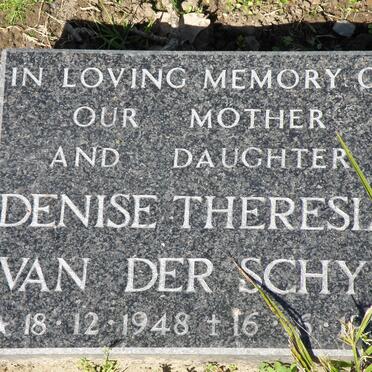 IN LOVING MEMORY O
OUR MOTHER
AND DAUGHTER
DENISE THERESI
VAN DER SCHY
18·12·1948 † 16·